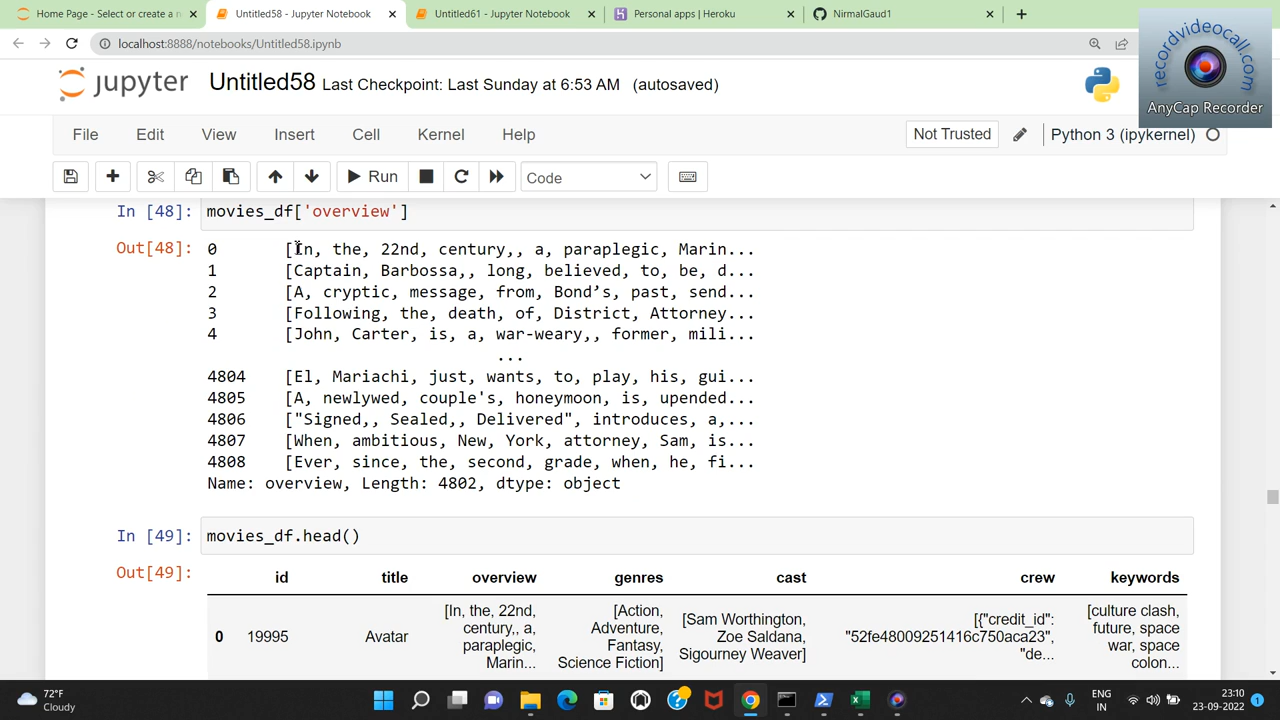 Home Page - Select or create a n
Untitled58 - Jupyter Notebook
Untitled61 - Jupyter Notebook
Personal apps | Heroku
NirmalGaud1
localhost:8888/notebooks/Untitled58.ipynb
recordvideocall.com
AnyCap Recorder
jupyter Untitled58 Last Checkpoint: Last Sunday at 6:53 AM (autosaved)
File Edit View Insert Cell Kernel Help
Not Trusted
Python 3 (ipykernel)
Run
Code
In [48]: movies_df['overview']
Out[48]: 0 [In, the, 22nd, century,, a, paraplegic, Marin...
1 [Captain, Barbossa,, long, believed, to, be, d...
2 [A, cryptic, message, from, Bond’s, past, send...
3 [Following, the, death, of, District, Attorney...
4 [John, Carter, is, a, war-weary,, former, mili...
...
4804 [El, Mariachi, just, wants, to, play, his, gui...
4805 [A, newlywed, couple's, honeymoon, is, upended...
4806 ["Signed,, Sealed,, Delivered", introduces, a,...
4807 [When, ambitious, New, York, attorney, Sam, is...
4808 [Ever, since, the, second, grade, when, he, fi...
Name: overview, Length: 4802, dtype: object
In [49]: movies_df.head()
Out[49]:
id title overview genres cast crew keywords
0 19995 Avatar
[In, the, 22nd,
century,, a,
paraplegic,
Marin...
[Action,
Adventure,
Fantasy,
Science Fiction]
[Sam Worthington,
Zoe Saldana,
Sigourney Weaver]
[{"credit_id":
"52fe48009251416c750aca23",
"de...
[culture clash,
future, space
war, space
colon...
72°F
Cloudy
ENG
IN
23:10
23-09-2022
1